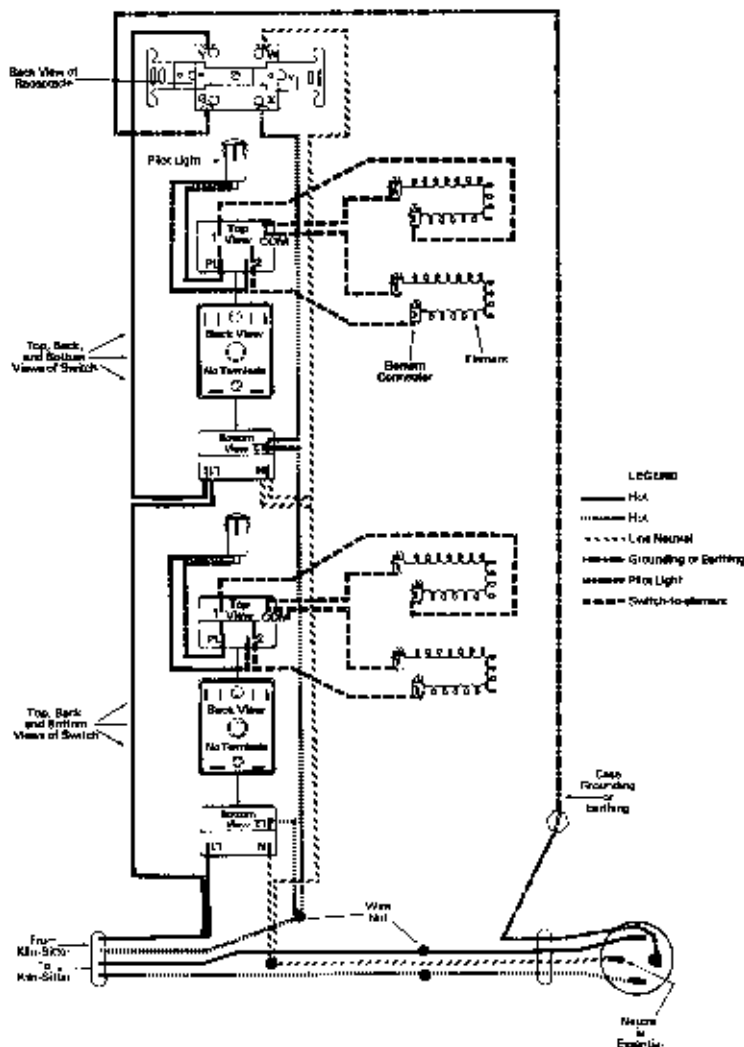 Back View of
Receptacle
Pilot Light
Top
View
1
COM
PL
2
Back View
No Terminals
Top, Back,
and Bottom
Views of Switch
Element
Connector
Element
Bottom
View
L1
N
LEGEND
Hot
Hot
Line Neutral
Grounding or Earthing
Pilot Light
Switch-to-element
Top
View
1
COM
PL
2
Back View
No Terminals
Top, Back
and Bottom
Views of Switch
Bottom
View
L1
N
Case
Grounding
or
Earthing
From
Kiln-Sitter
To
Kiln-Sitter
Wire
Nut
Neutral
is